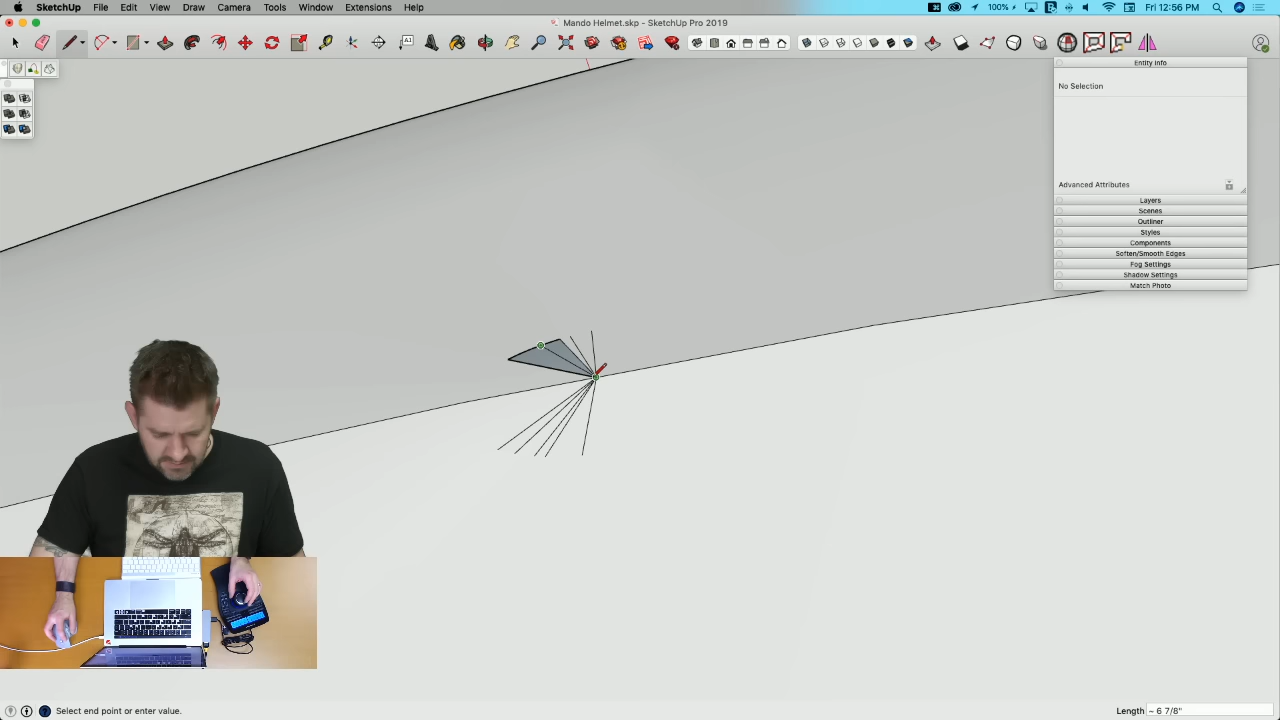 SketchUp File Edit View Draw Camera Tools Window Extensions Help
100% Fri 12:56 PM
Mando Helmet.skp - SketchUp Pro 2019
Entity Info
No Selection
Advanced Attributes
Layers
Scenes
Outliner
Styles
Components
Soften/Smooth Edges
Fog Settings
Shadow Settings
Match Photo
Select end point or enter value.
Length ~ 6 7/8"